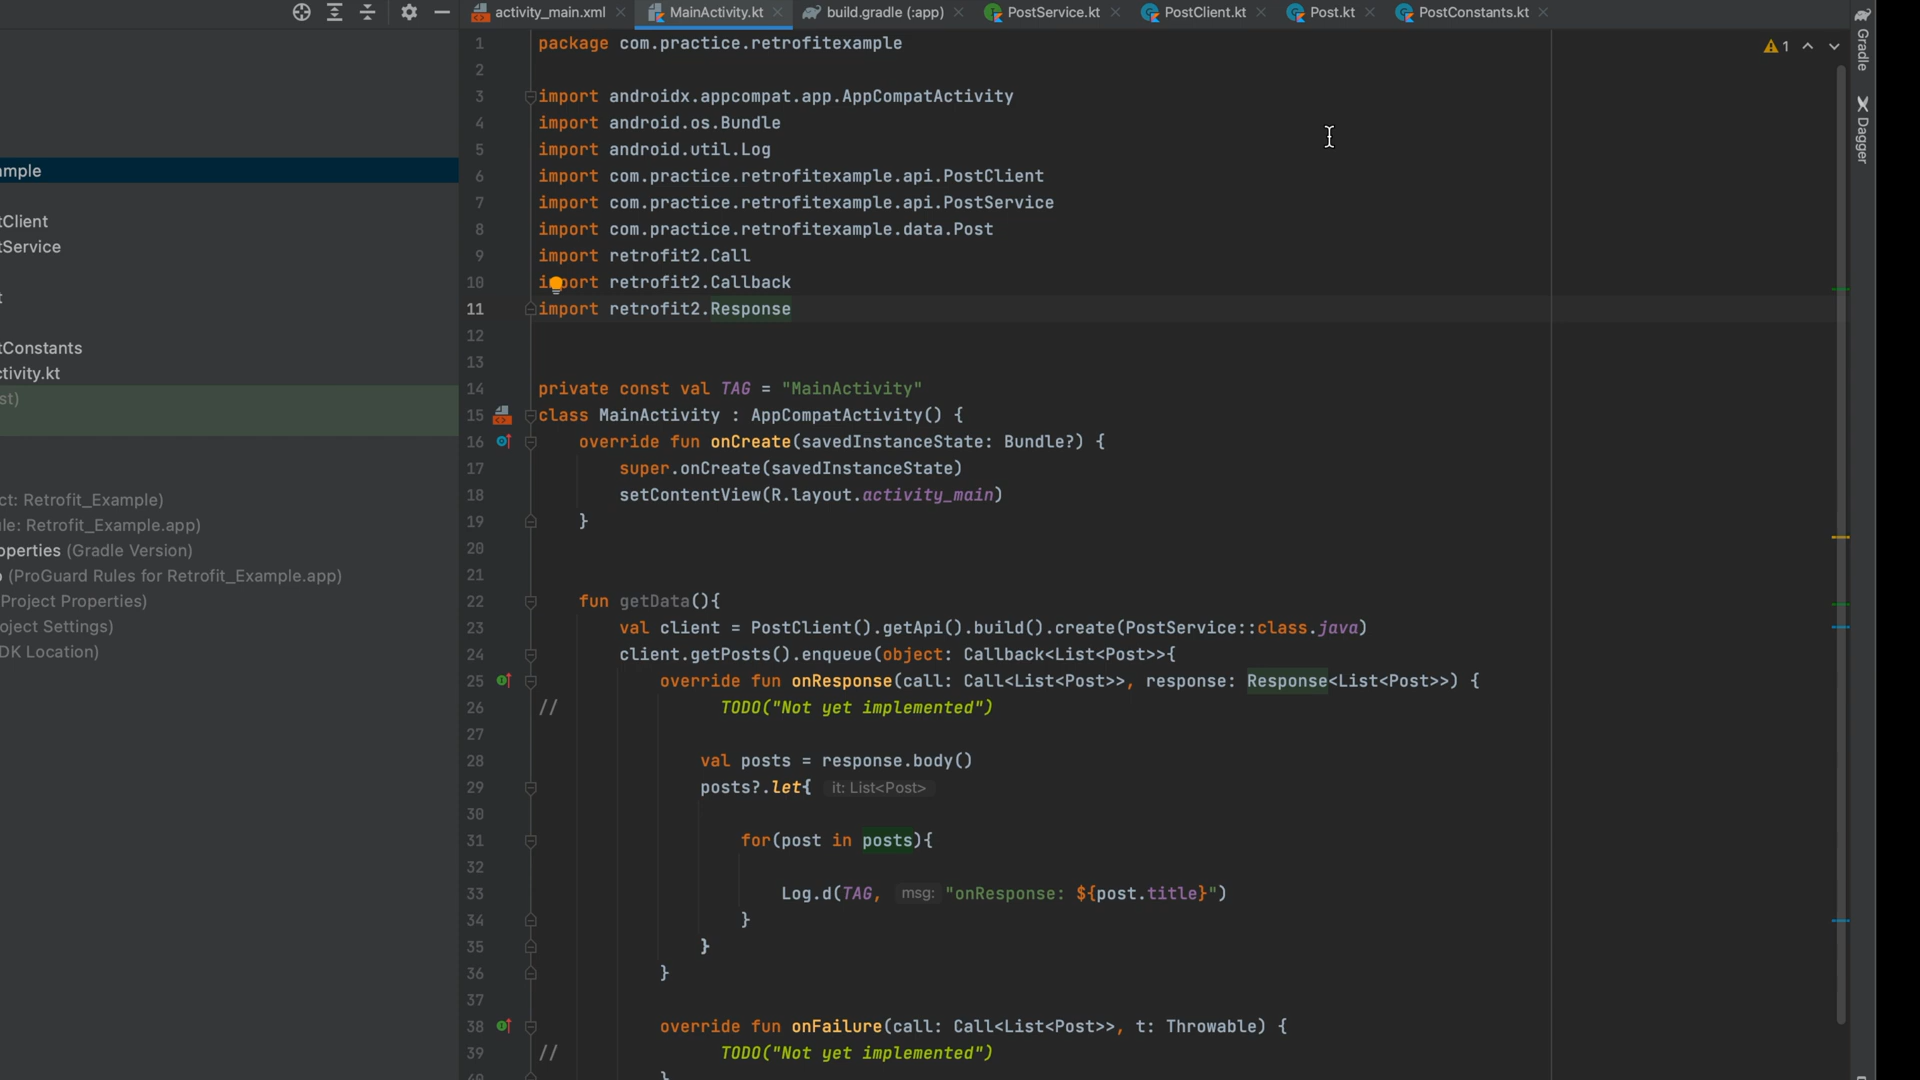 activity_main.xml MainActivity.kt build.gradle (:app) PostService.kt PostClient.kt Post.kt PostConstants.kt
1 package com.practice.retrofitexample
2
3 import androidx.appcompat.app.AppCompatActivity
4 import android.os.Bundle
5 import android.util.Log
6 import com.practice.retrofitexample.api.PostClient
7 import com.practice.retrofitexample.api.PostService
8 import com.practice.retrofitexample.data.Post
9 import retrofit2.Call
10 import retrofit2.Callback
11 import retrofit2.Response
12
13
14 private const val TAG = "MainActivity"
15 class MainActivity : AppCompatActivity() {
16 override fun onCreate(savedInstanceState: Bundle?) {
17 super.onCreate(savedInstanceState)
18 setContentView(R.layout.activity_main)
19 }
20
21
22 fun getData(){
23 val client = PostClient().getApi().build().create(PostService::class.java)
24 client.getPosts().enqueue(object: Callback<List<Post>>{
25 override fun onResponse(call: Call<List<Post>>, response: Response<List<Post>>) {
26 // TODO("Not yet implemented")
27
28 val posts = response.body()
29 posts?.let{ it: List<Post>
30
31 for(post in posts){
32
33 Log.d(TAG, msg: "onResponse: ${post.title}")
34 }
35 }
36 }
37
38 override fun onFailure(call: Call<List<Post>>, t: Throwable) {
39 // TODO("Not yet implemented")
40 }
mple
tClient
tService
t
tConstants
ctivity.kt
st)
ct: Retrofit_Example)
le: Retrofit_Example.app)
operties (Gradle Version)
o (ProGuard Rules for Retrofit_Example.app)
Project Properties)
oject Settings)
DK Location)
1
Gradle
Dagger